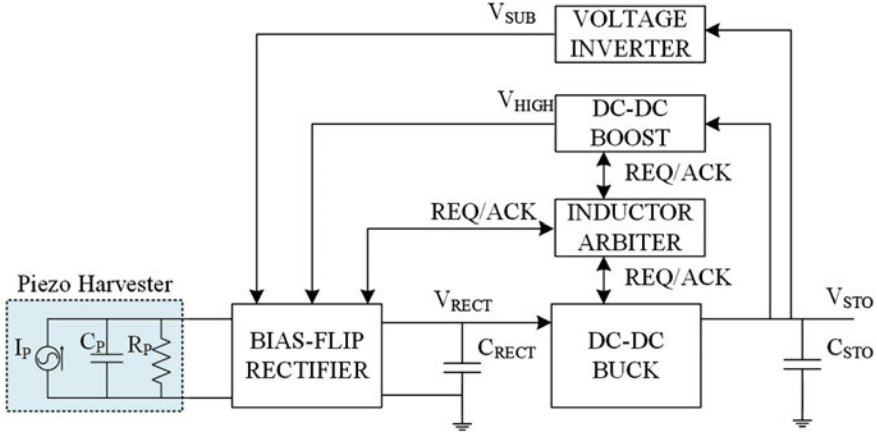 V_SUB
VOLTAGE
INVERTER
V_HIGH
DC-DC
BOOST
REQ/ACK
REQ/ACK
INDUCTOR
ARBITER
REQ/ACK
Piezo Harvester
V_RECT
V_STO
I_P
C_P
R_P
BIAS-FLIP
RECTIFIER
C_RECT
DC-DC
BUCK
C_STO